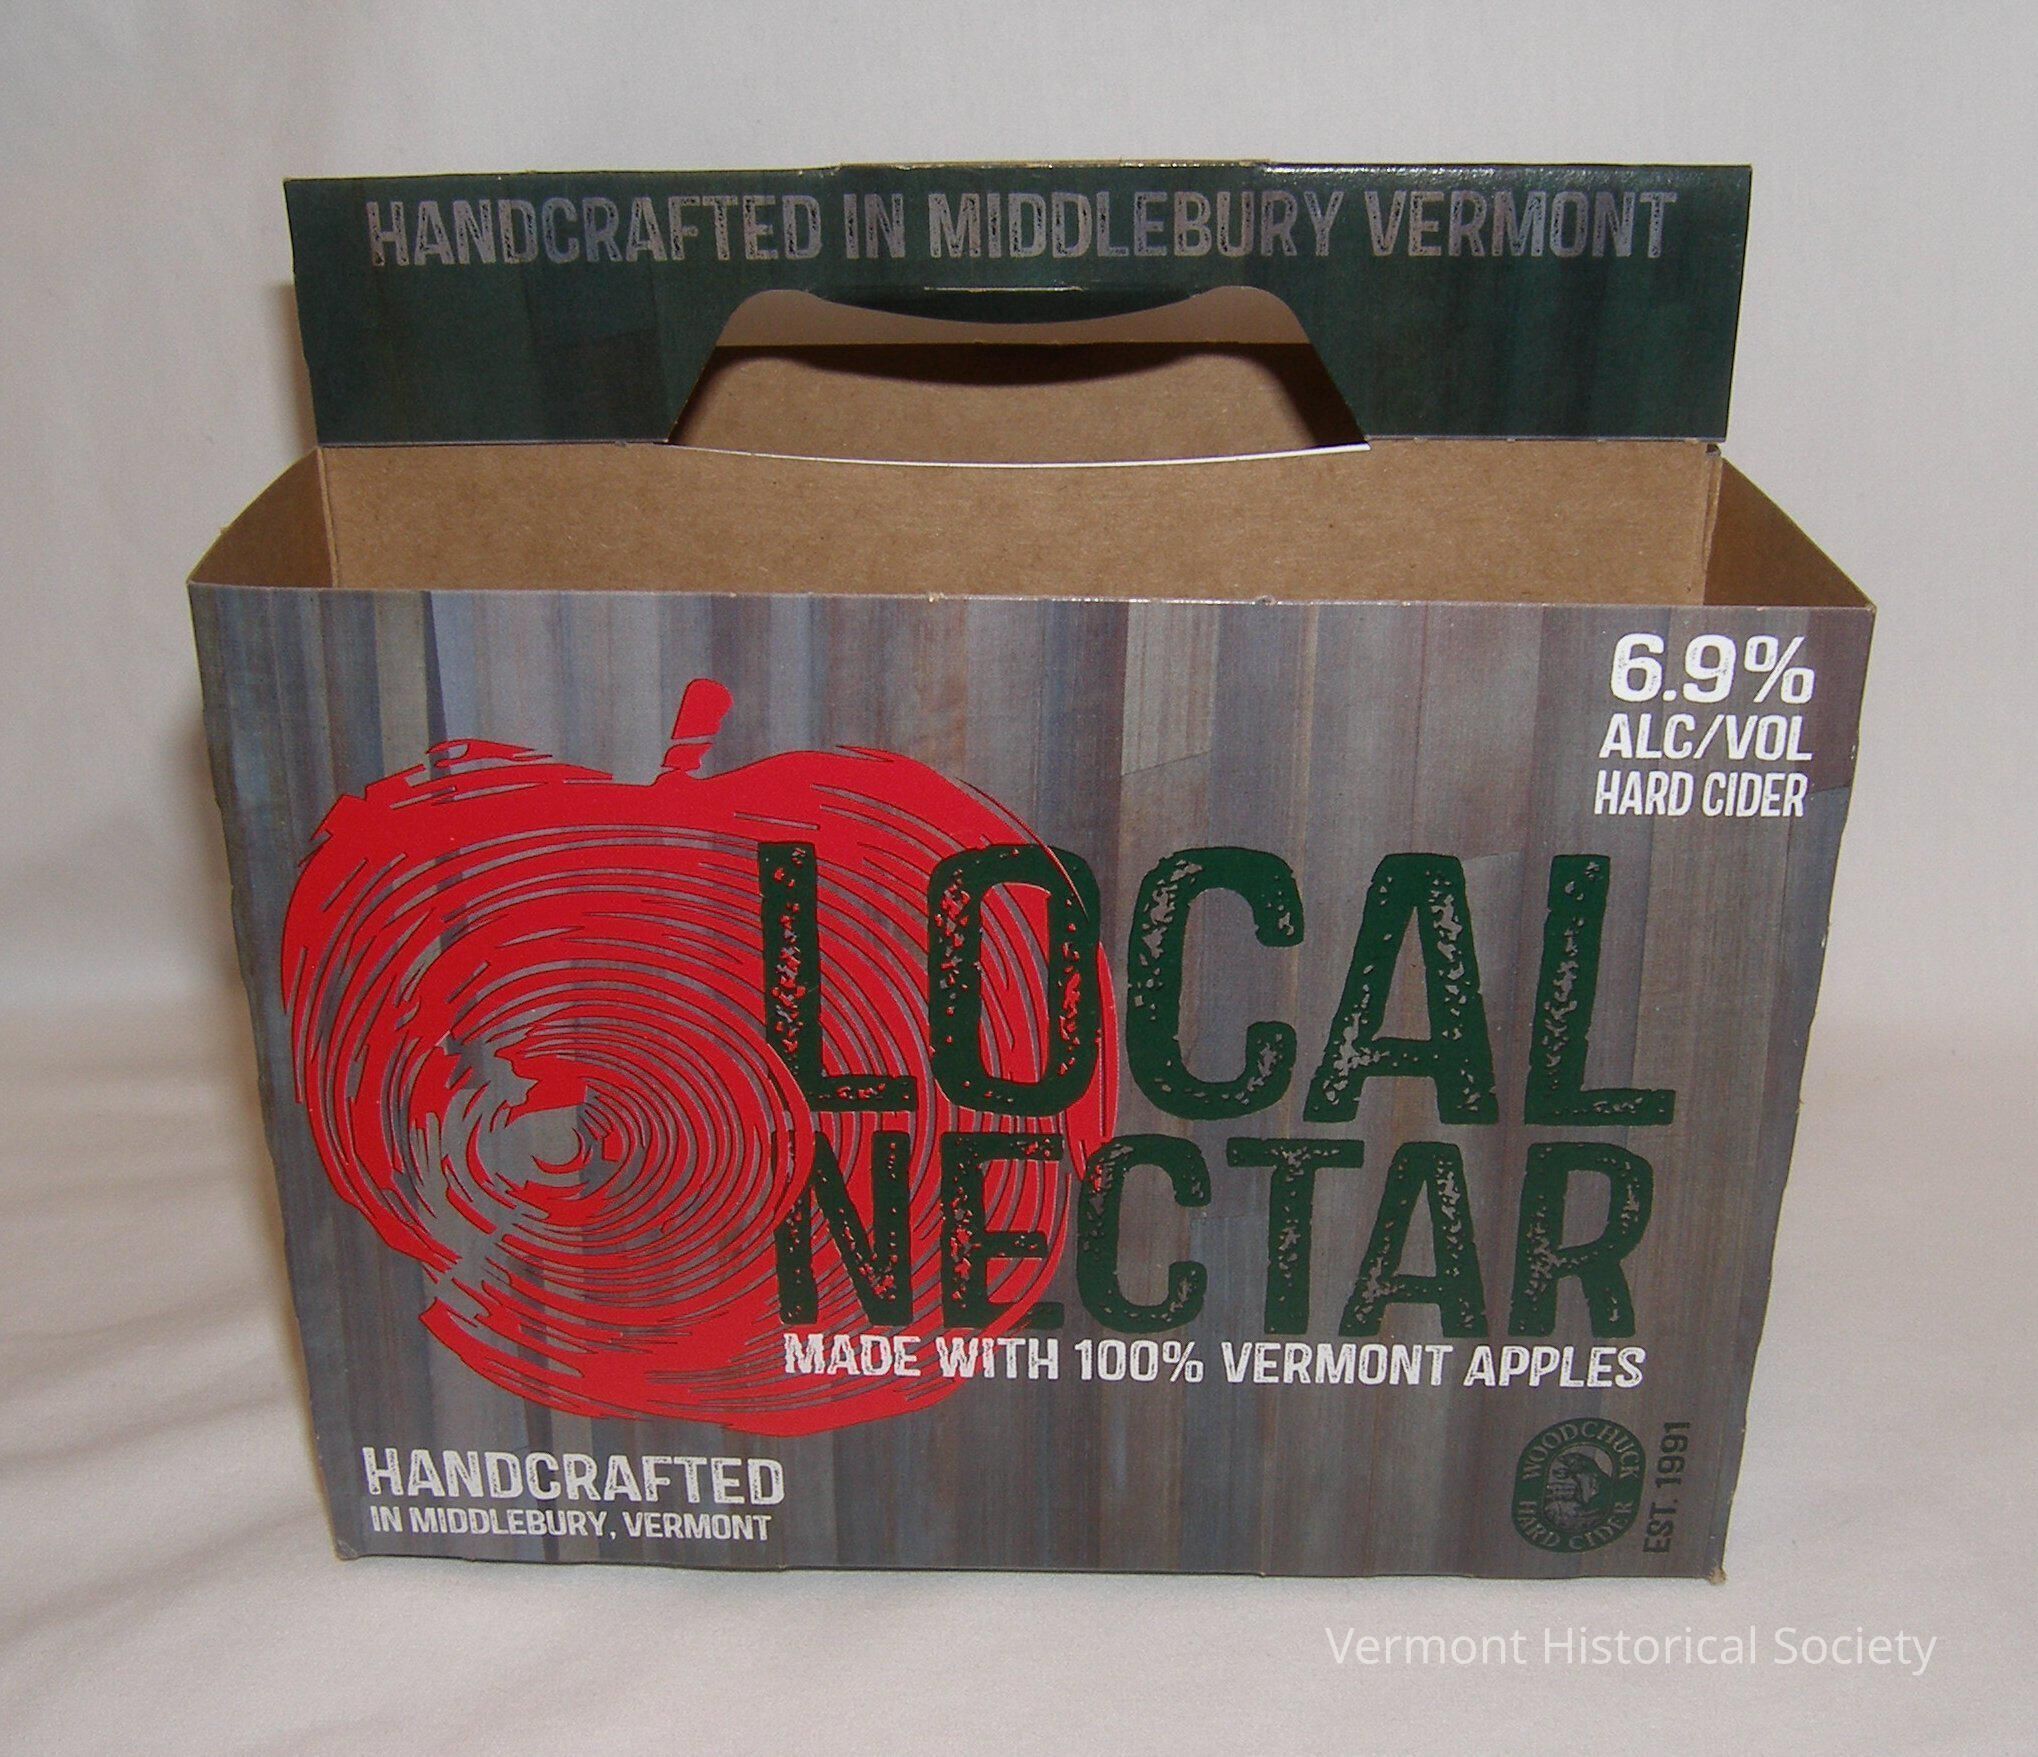 HANDCRAFTED IN MIDDLEBURY VERMONT
6.9%
ALC/VOL
HARD CIDER
LOCAL
NECTAR
MADE WITH 100% VERMONT APPLES
HANDCRAFTED
IN MIDDLEBURY, VERMONT
WOODCHUCK
HARD CIDER
EST. 1991
Vermont Historical Society